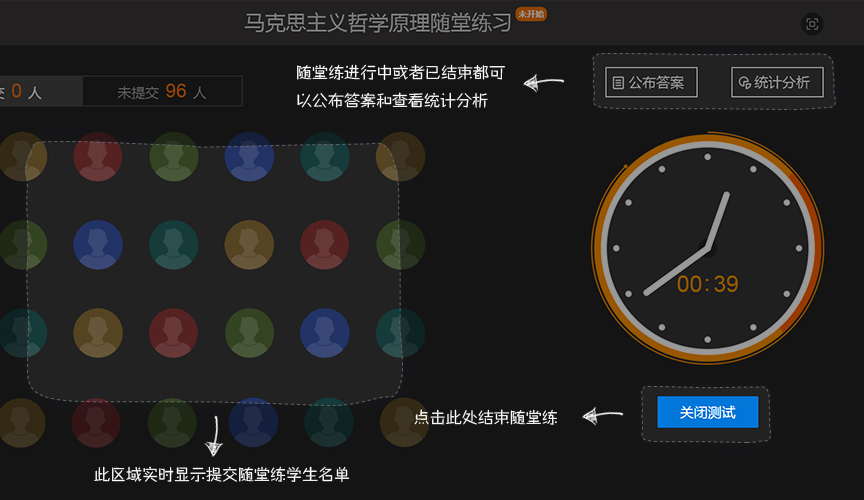 马克思主义哲学原理随堂练习 未开始
交 0 人 未提交 96 人
随堂练进行中或者已结束都可
以公布答案和查看统计分析
公布答案 统计分析
00:39
点击此处结束随堂练 关闭测试
此区域实时显示提交随堂练学生名单